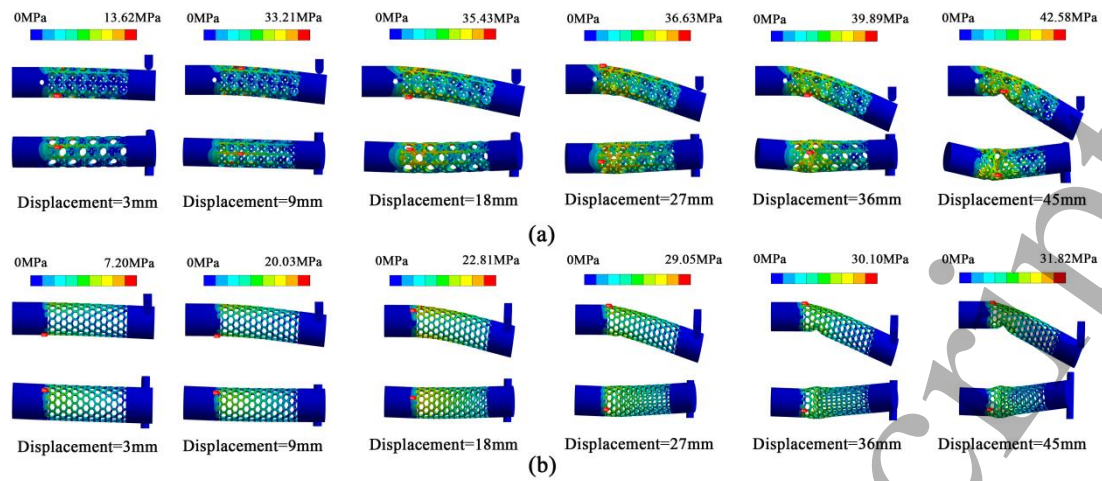 0MPa 13.62MPa 0MPa 33.21MPa 0MPa 35.43MPa 0MPa 36.63MPa 0MPa 39.89MPa 0MPa 42.58MPa
Displacement=3mm Displacement=9mm Displacement=18mm Displacement=27mm Displacement=36mm Displacement=45mm
(a)
0MPa 7.20MPa 0MPa 20.03MPa 0MPa 22.81MPa 0MPa 29.05MPa 0MPa 30.10MPa 0MPa 31.82MPa
Displacement=3mm Displacement=9mm Displacement=18mm Displacement=27mm Displacement=36mm Displacement=45mm
(b)